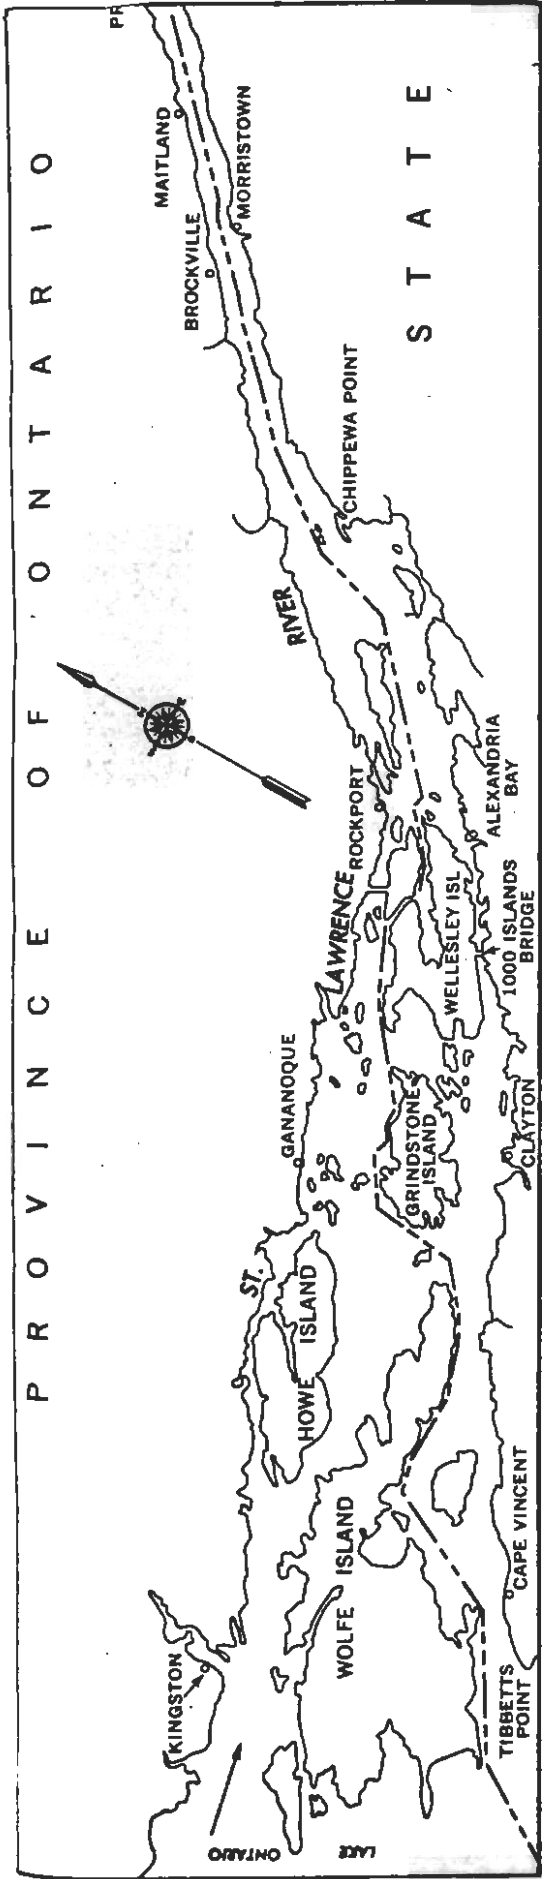 PROVINCE OF ONTARIO
PR
MAITLAND
BROCKVILLE
MORRISTOWN
STATE
CHIPPEWA POINT
RIVER
ROCKPORT
LAWRENCE
ALEXANDRIA
BAY
WELLESLEY ISL
1000 ISLANDS
BRIDGE
GANANOQUE
GRINDSTONE
ISLAND
CLAYTON
ST.
HOWE ISLAND
WOLFE ISLAND
CAPE VINCENT
KINGSTON
TIBBETTS
POINT
LAKE
ONTARIO